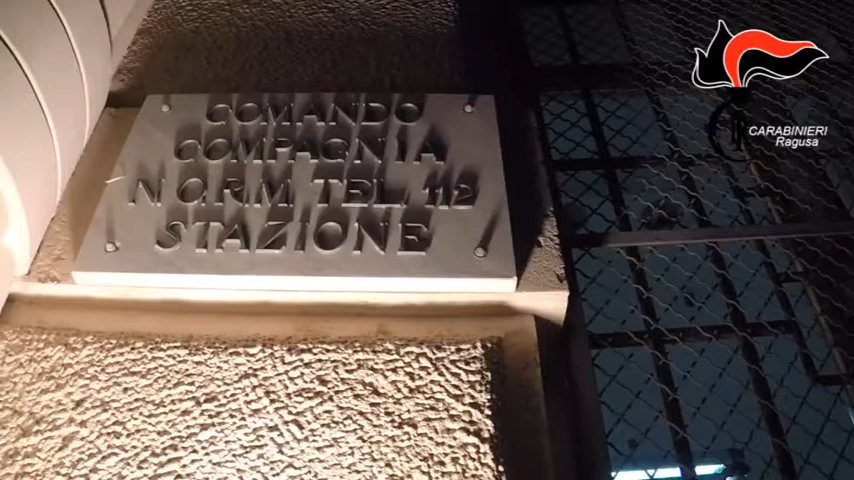 COMANDO
COMPAGNIA
N.O.R.M. TEL. 112
STAZIONE
CARABINIERI
Ragusa